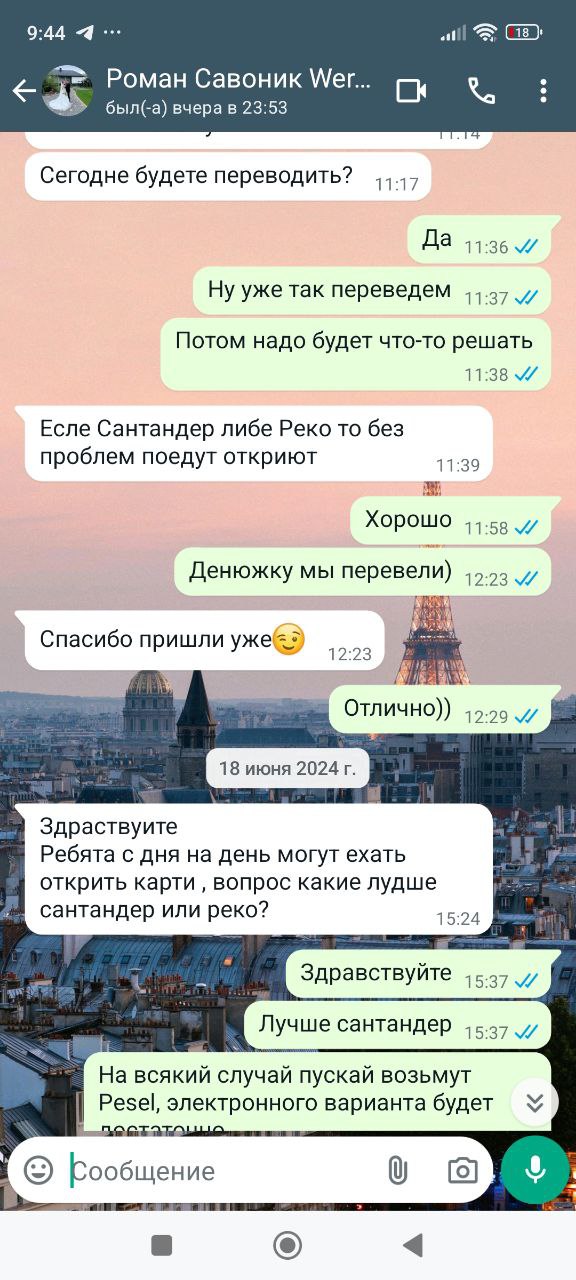 9:44
18
Роман Савоник Wer...
был(-а) вчера в 23:53
11:14
Сегодне будете переводить?
11:17
Да
11:36
Ну уже так переведем
11:37
Потом надо будет что-то решать
11:38
Есле Сантандер либе Реко то без
проблем поедут откриют
11:39
Хорошо
11:58
Денюжку мы перевели)
12:23
Спасибо пришли уже😉
12:23
Отлично))
12:29
18 июня 2024 г.
Здраствуите
Ребята с дня на день могут ехать
открить карти , вопрос какие лудше
сантандер или реко?
15:24
Здравствуйте
15:37
Лучше сантандер
15:37
На всякий случай пускай возьмут
Pesel, электронного варианта будет
достаточно
Сообщение